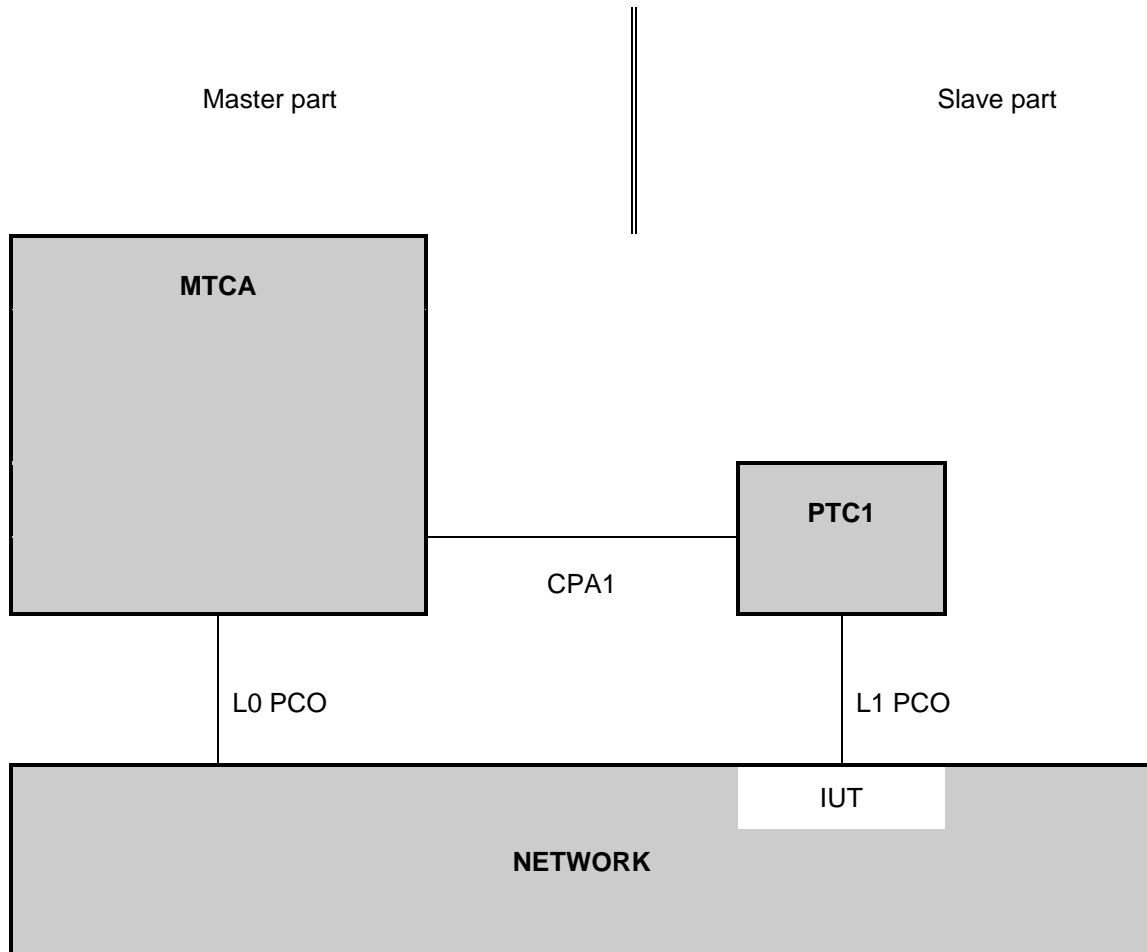 Master part
Slave part
MTCA
PTC1
CPA1
L0 PCO
L1 PCO
IUT
NETWORK